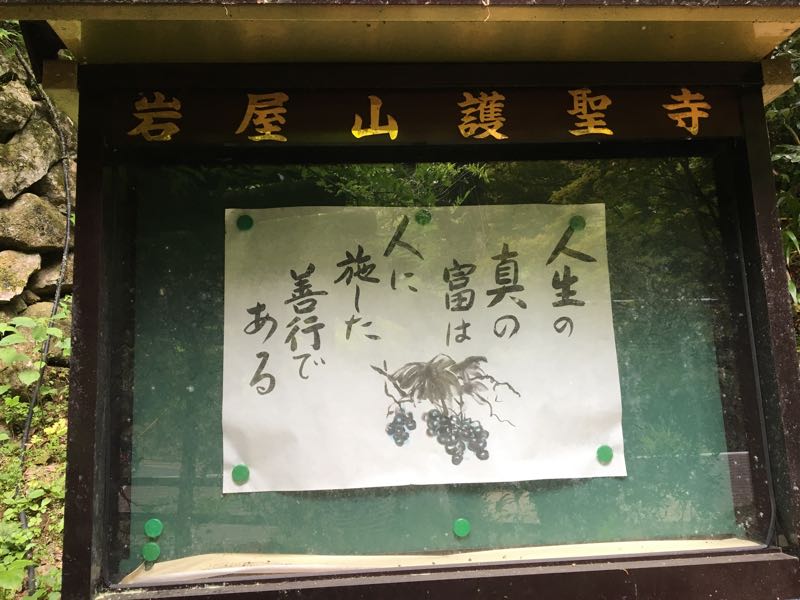 岩屋山護聖寺
人生の
真の
富は
人に
施した
善行で
ある